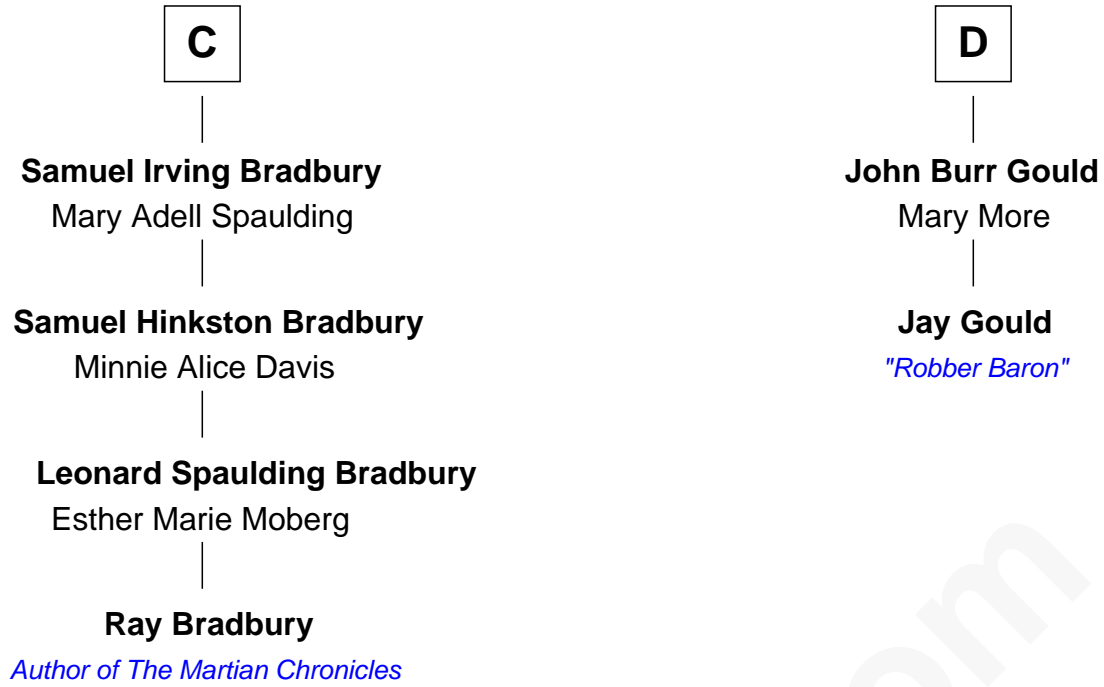 C
Samuel Irving Bradbury
Mary Adell Spaulding
Samuel Hinkston Bradbury
Minnie Alice Davis
Leonard Spaulding Bradbury
Esther Marie Moberg
Ray Bradbury
Author of The Martian Chronicles
D
John Burr Gould
Mary More
Jay Gould
"Robber Baron"
om